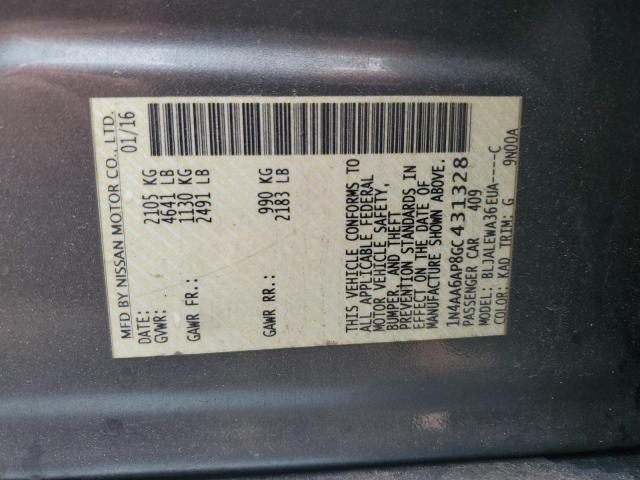 MFD BY NISSAN MOTOR CO., LTD.
DATE: 01/16
GVWR: 2105 KG
4641 LB
GAWR FR.: 1130 KG
2491 LB
GAWR RR.: 990 KG
2183 LB
THIS VEHICLE CONFORMS TO
ALL APPLICABLE FEDERAL
MOTOR VEHICLE SAFETY,
BUMPER, AND THEFT
PREVENTION STANDARDS IN
EFFECT ON THE DATE OF
MANUFACTURE SHOWN ABOVE.
1N4AA6AP8GC431328
PASSENGER CAR 409
MODEL: BLJALEWA36EUA----C
COLOR: KAD TRIM: G 9N00A